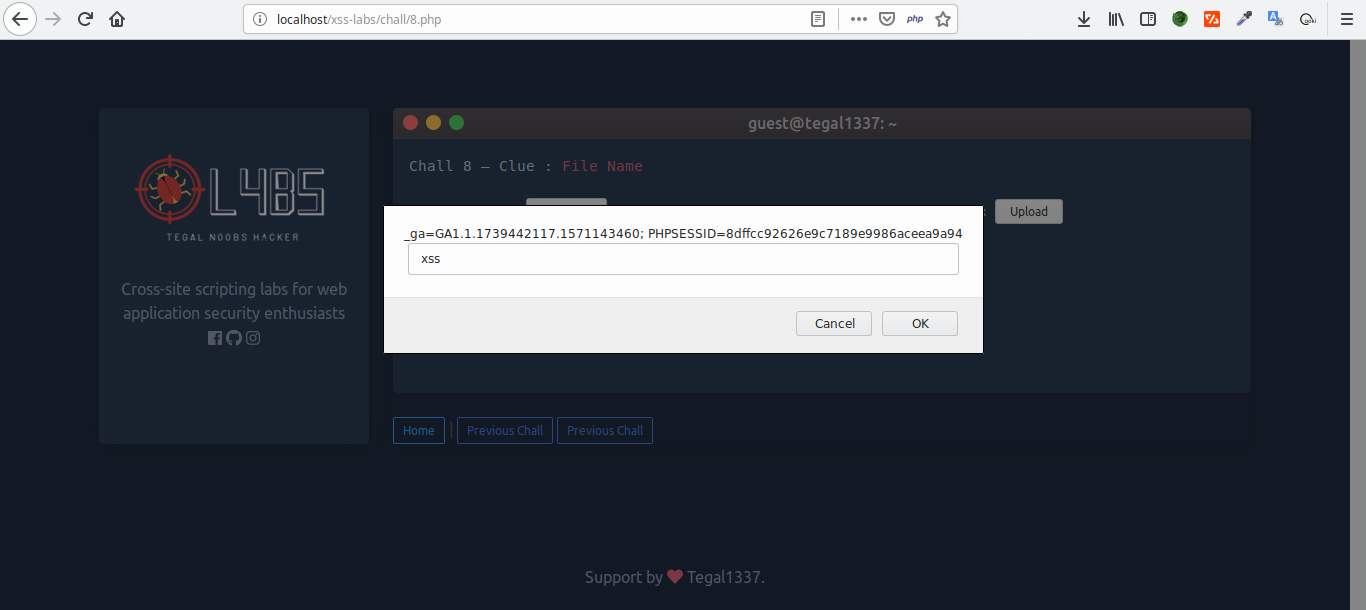 localhost/xss-labs/chall/8.php
php
guest@tegal1337: ~
Chall 8 — Clue : File Name
L4B5
TEGAL NOOBS HACKER
Cross-site scripting labs for web
application security enthusiasts
Upload
_ga=GA1.1.1739442117.1571143460; PHPSESSID=8dffcc92626e9c7189e9986aceea9a94
xss
Cancel
OK
Home | Previous Chall Previous Chall
Support by ❤ Tegal1337.